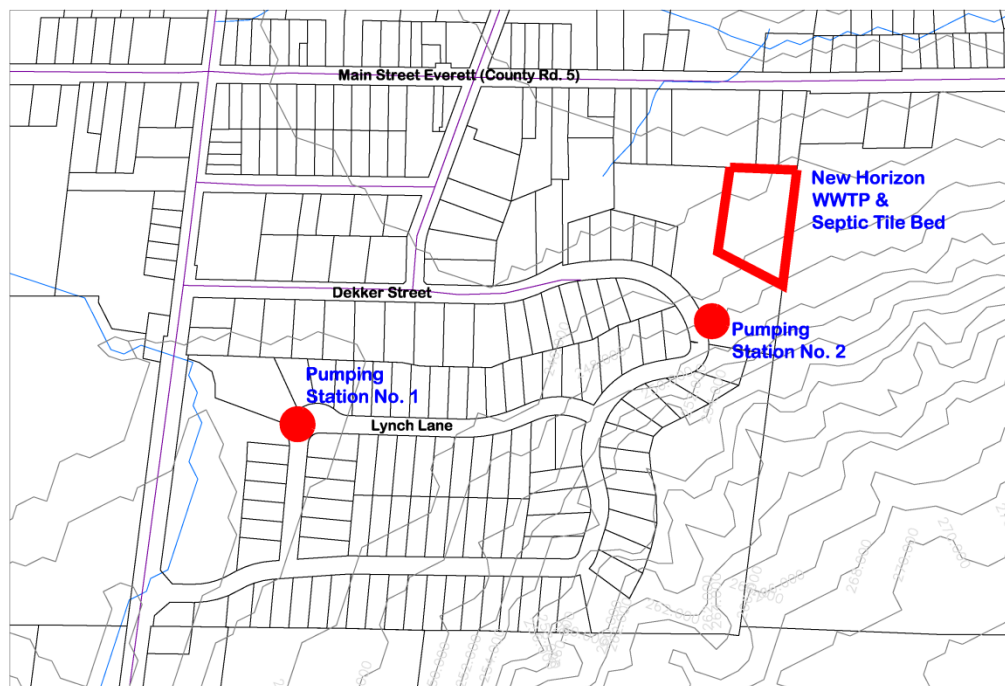 Main Street Everett (County Rd. 5)
New Horizon
WWTP &
Septic Tile Bed
Dekker Street
Pumping
Station No. 2
Pumping
Station No. 1
Lynch Lane